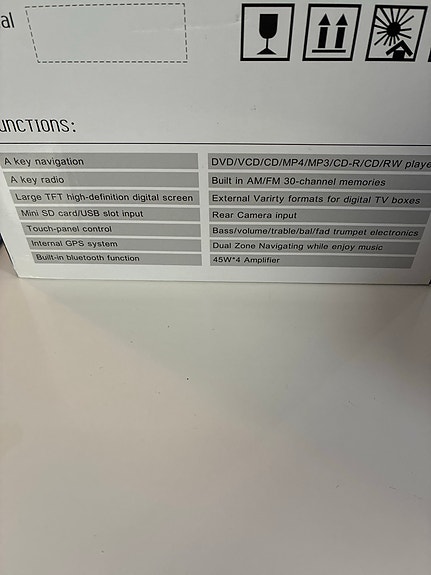 al
UNCTIONS:
A key navigation
A key radio
Large TFT high-definition digital screen
Mini SD card/USB slot input
Touch-panel control
Internal GPS system
Built-in bluetooth function
DVD/VCD/CD/MP4/MP3/CD-R/CD/RW playe
Built in AM/FM 30-channel memories
External Varirty formats for digital TV boxes
Rear Camera input
Bass/volume/trable/bal/fad trumpet electronics
Dual Zone Navigating while enjoy music
45W*4 Amplifier